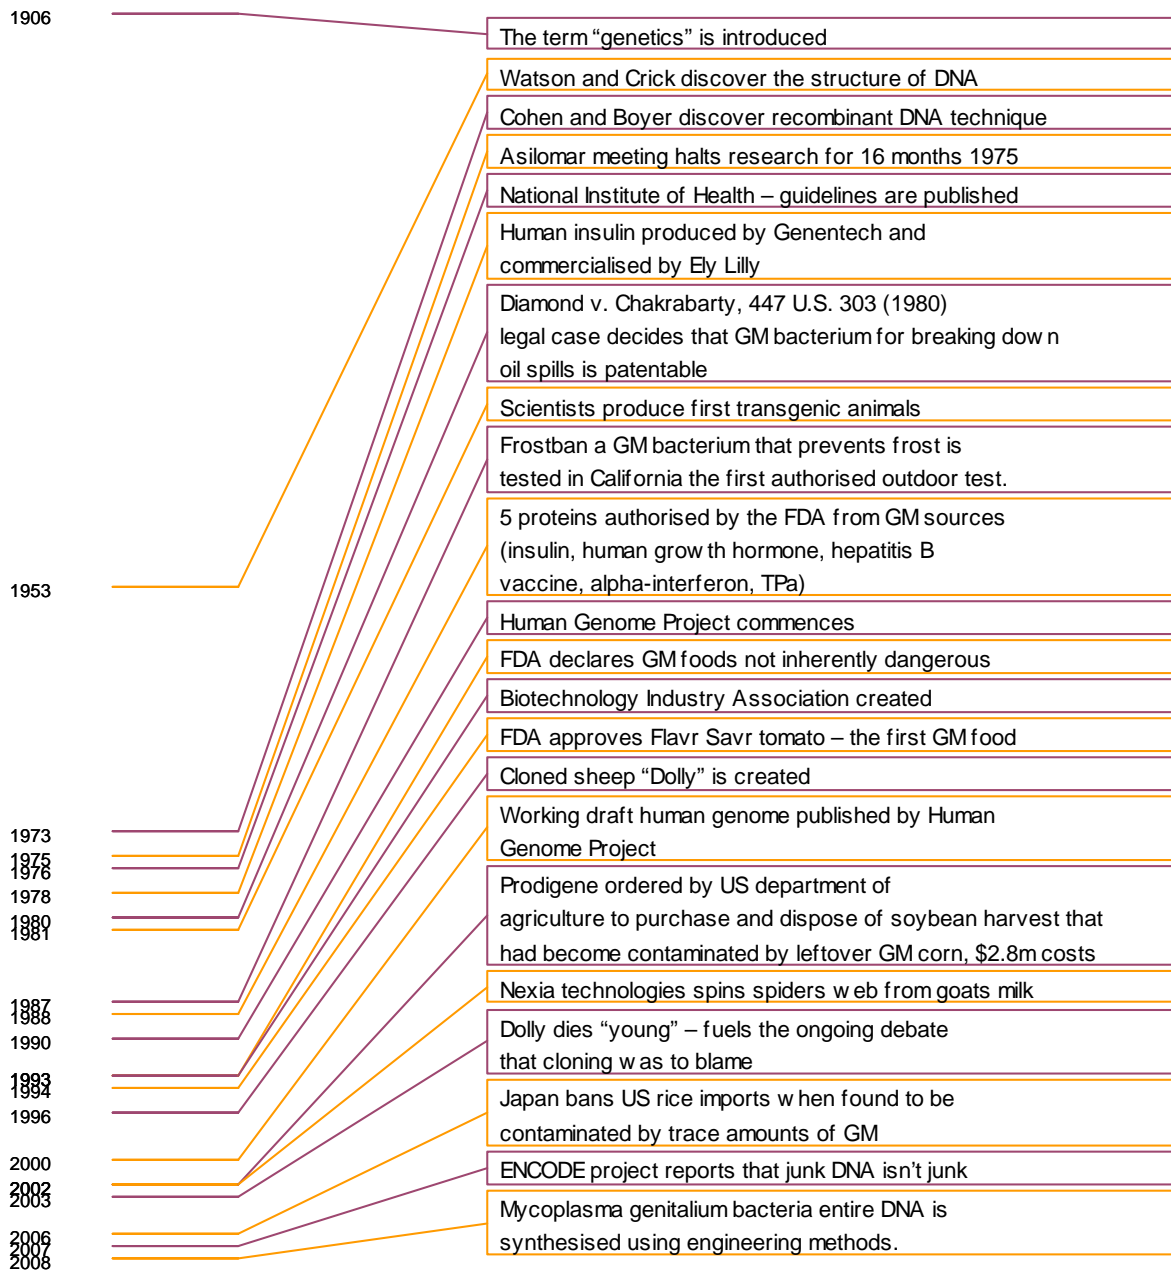 1906
The term “genetics” is introduced
Watson and Crick discover the structure of DNA
Cohen and Boyer discover recombinant DNA technique
Asilomar meeting halts research for 16 months 1975
National Institute of Health – guidelines are published
Human insulin produced by Genentech and
commercialised by Ely Lilly
Diamond v. Chakrabarty, 447 U.S. 303 (1980)
legal case decides that GM bacterium for breaking down
oil spills is patentable
Scientists produce first transgenic animals
Frostban a GM bacterium that prevents frost is
tested in California the first authorised outdoor test.
5 proteins authorised by the FDA from GM sources
(insulin, human growth hormone, hepatitis B
vaccine, alpha-interferon, TPa)
1953
Human Genome Project commences
FDA declares GM foods not inherently dangerous
Biotechnology Industry Association created
FDA approves Flavr Savr tomato – the first GM food
Cloned sheep “Dolly” is created
Working draft human genome published by Human
Genome Project
1973
1975
1976
1978
1980
1981
Prodigene ordered by US department of
agriculture to purchase and dispose of soybean harvest that
had become contaminated by leftover GM corn, $2.8m costs
Nexia technologies spins spiders web from goats milk
1987
1988
1990
Dolly dies “young” – fuels the ongoing debate
that cloning was to blame
1993
1994
1996
Japan bans US rice imports when found to be
contaminated by trace amounts of GM
2000
ENCODE project reports that junk DNA isn’t junk
2002
2003
Mycoplasma genitalium bacteria entire DNA is
synthesised using engineering methods.
2006
2007
2008